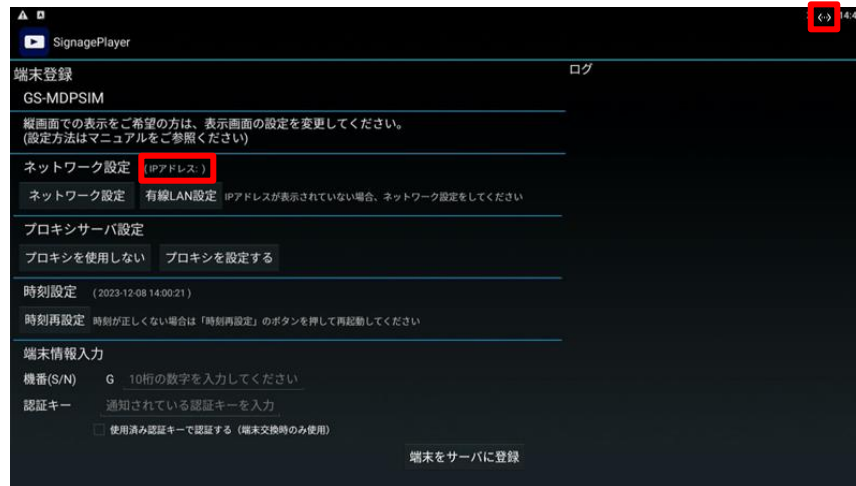 14:4
SignagePlayer
端末登録
ログ
GS-MDPSIM
縦画面での表示をご希望の方は、表示画面の設定を変更してください。
(設定方法はマニュアルをご参照ください)
ネットワーク設定 (IPアドレス: )
ネットワーク設定 有線LAN設定 IPアドレスが表示されていない場合、ネットワーク設定をしてください
プロキシサーバ設定
プロキシを使用しない プロキシを設定する
時刻設定 (2023-12-08 14:00:21)
時刻再設定 時刻が正しくない場合は「時刻再設定」のボタンを押して再起動してください
端末情報入力
機番(S/N) G 10桁の数字を入力してください
認証キー 通知されている認証キーを入力
使用済み認証キーで認証する（端末交換時のみ使用）
端末をサーバに登録